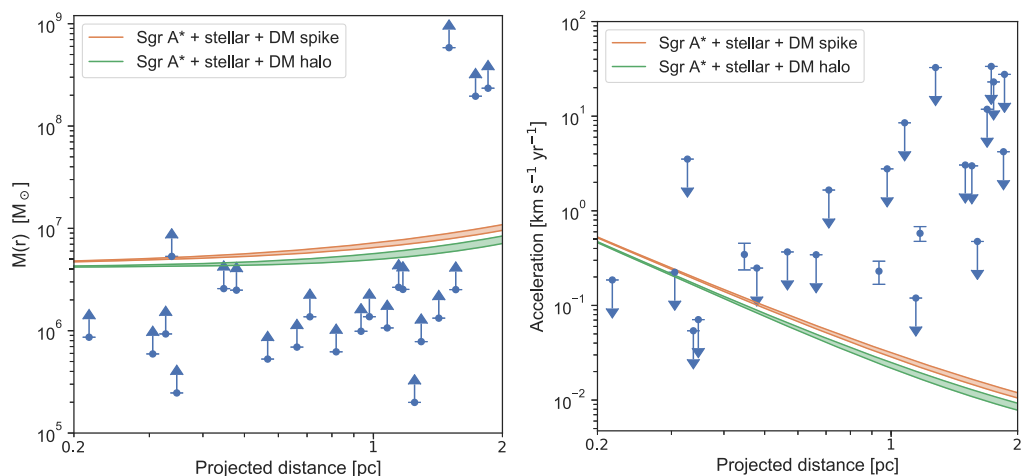 10⁹
10⁸
10⁷
10⁶
10⁵
M(r) [M⊙]
Sgr A* + stellar + DM spike
Sgr A* + stellar + DM halo
0.2
1
2
Projected distance [pc]
10²
10¹
10⁰
10⁻¹
10⁻²
Acceleration [km s⁻¹ yr⁻¹]
Sgr A* + stellar + DM spike
Sgr A* + stellar + DM halo
0.2
1
2
Projected distance [pc]